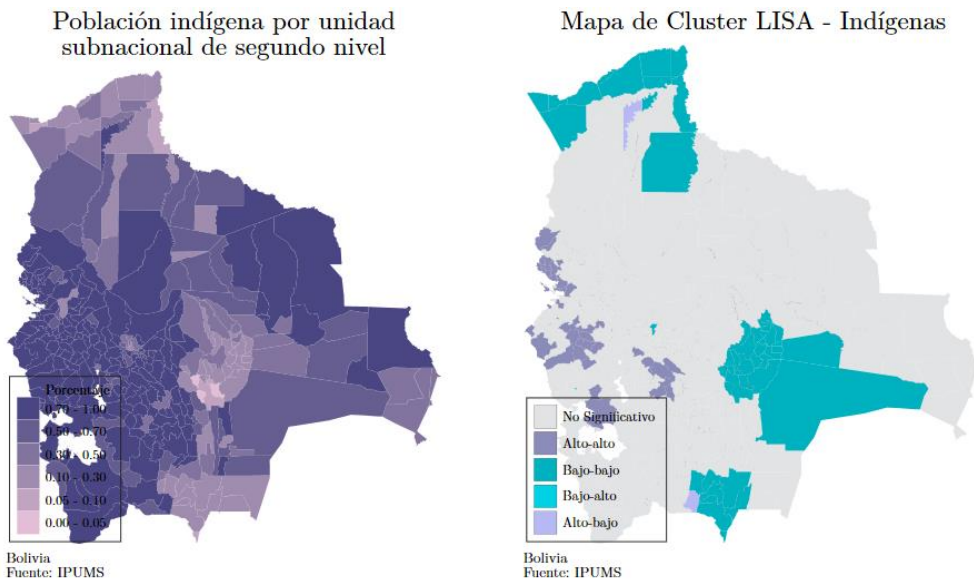 Población indígena por unidad
subnacional de segundo nivel
Porcentaje
0.70 - 1.00
0.50 - 0.70
0.30 - 0.50
0.10 - 0.30
0.05 - 0.10
0.00 - 0.05
Bolivia
Fuente: IPUMS
Mapa de Cluster LISA - Indígenas
No Significativo
Alto-alto
Bajo-bajo
Bajo-alto
Alto-bajo
Bolivia
Fuente: IPUMS